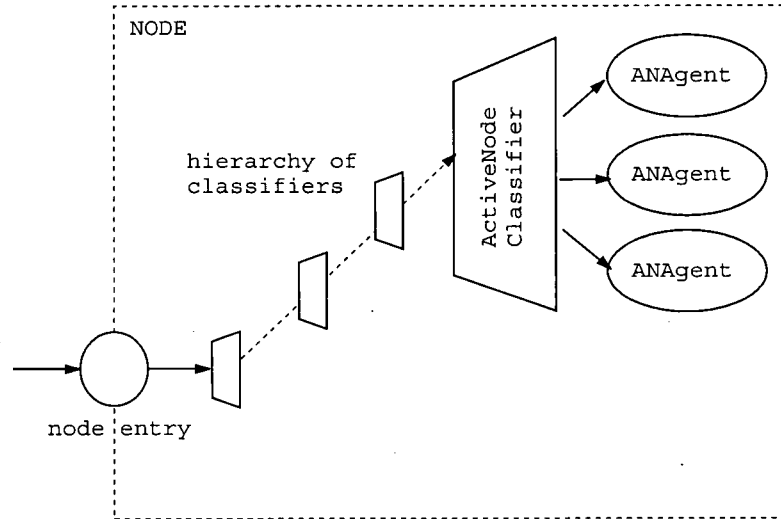 NODE
hierarchy of
classifiers
ActiveNode
Classifier
ANAgent
ANAgent
ANAgent
node entry